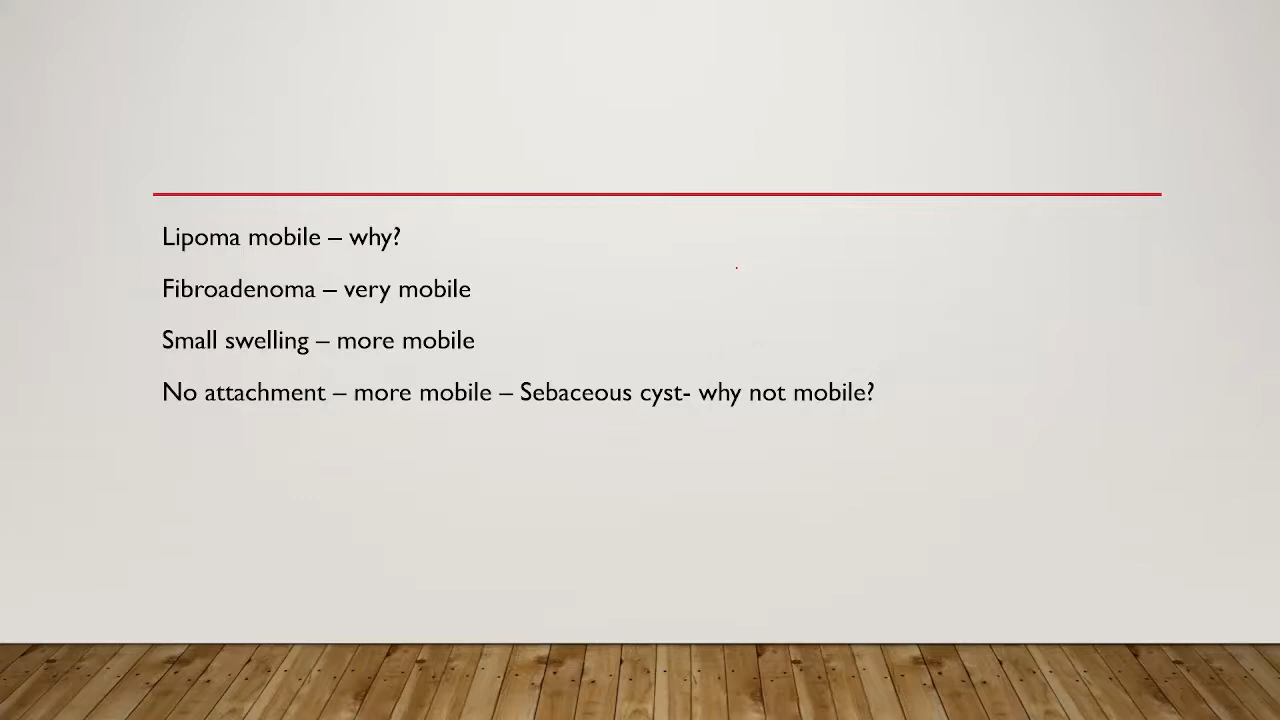 Lipoma mobile – why?
Fibroadenoma – very mobile
Small swelling – more mobile
No attachment – more mobile – Sebaceous cyst- why not mobile?